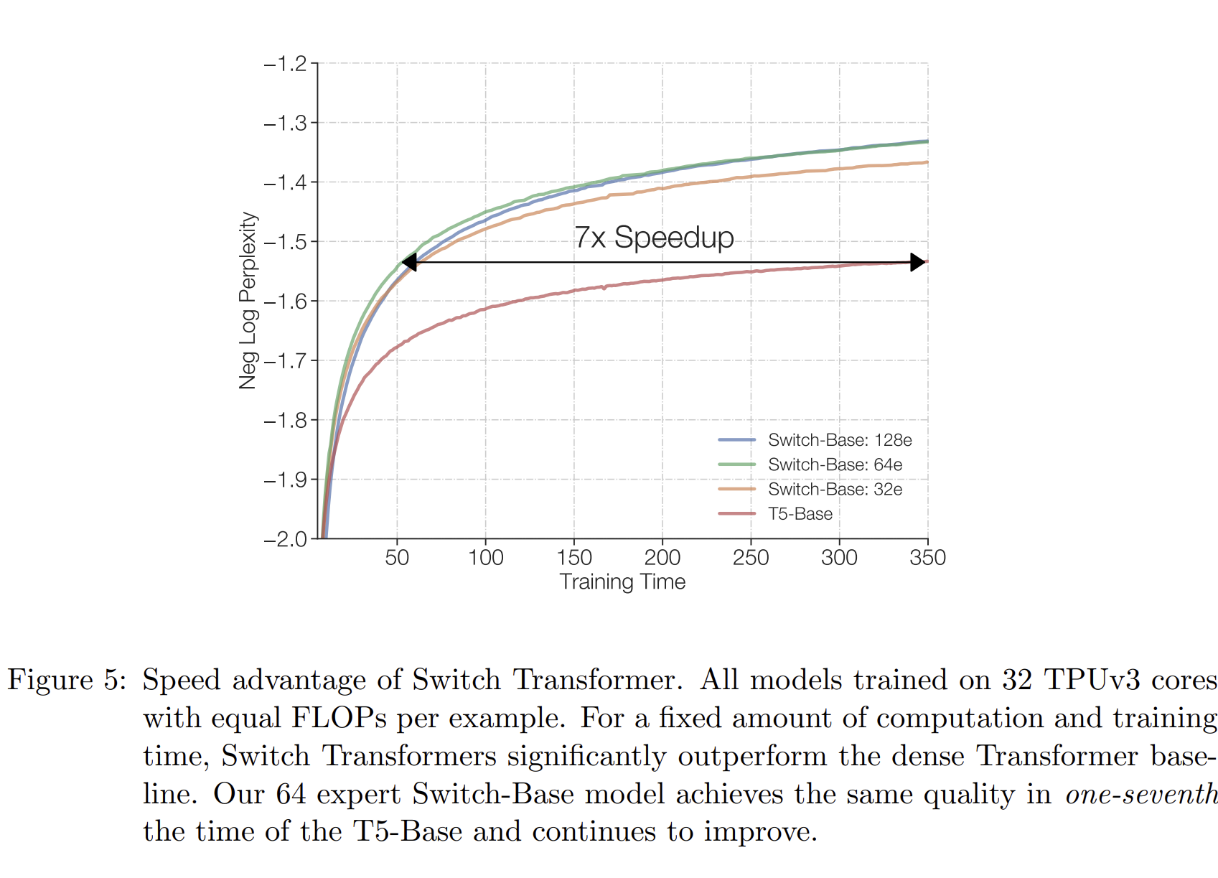 −1.2
−1.3
−1.4
−1.5
−1.6
−1.7
−1.8
−1.9
−2.0
Neg Log Perplexity
7x Speedup
Switch-Base: 128e
Switch-Base: 64e
Switch-Base: 32e
T5-Base
50 100 150 200 250 300 350
Training Time
Figure 5: Speed advantage of Switch Transformer. All models trained on 32 TPUv3 cores
with equal FLOPs per example. For a fixed amount of computation and training
time, Switch Transformers significantly outperform the dense Transformer base-
line. Our 64 expert Switch-Base model achieves the same quality in one-seventh
the time of the T5-Base and continues to improve.